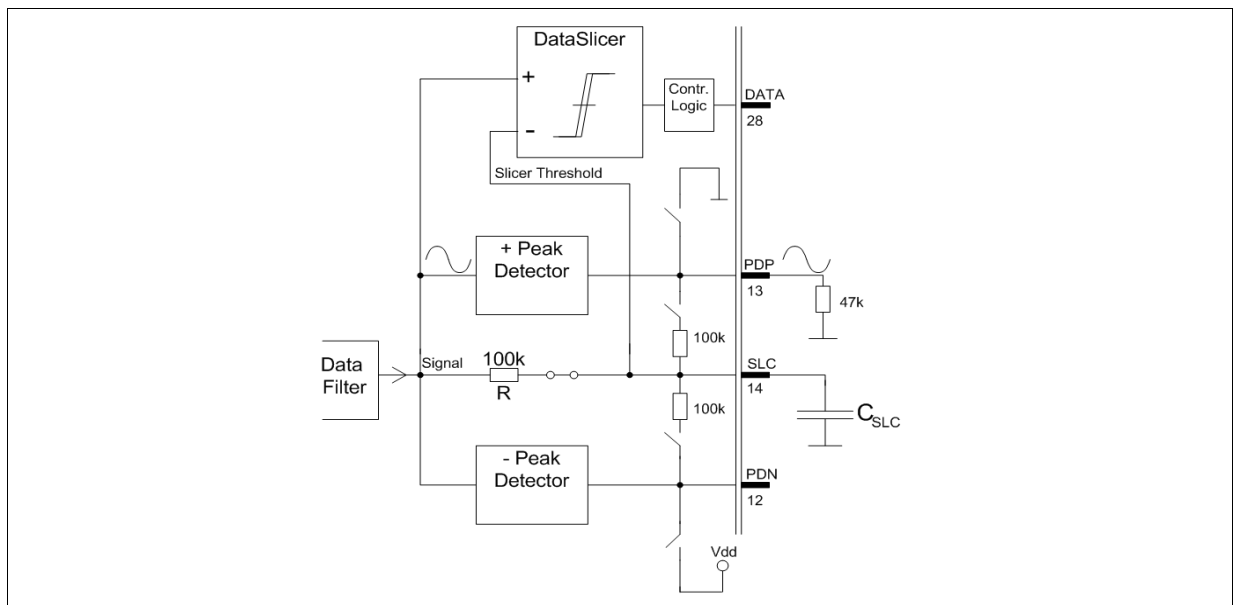 DataSlicer
+
-
Contr.
Logic
DATA
28
Slicer Threshold
+ Peak
Detector
PDP
13
47k
100k
Data
Filter
Signal
100k
R
SLC
14
100k
CSLC
- Peak
Detector
PDN
12
Vdd